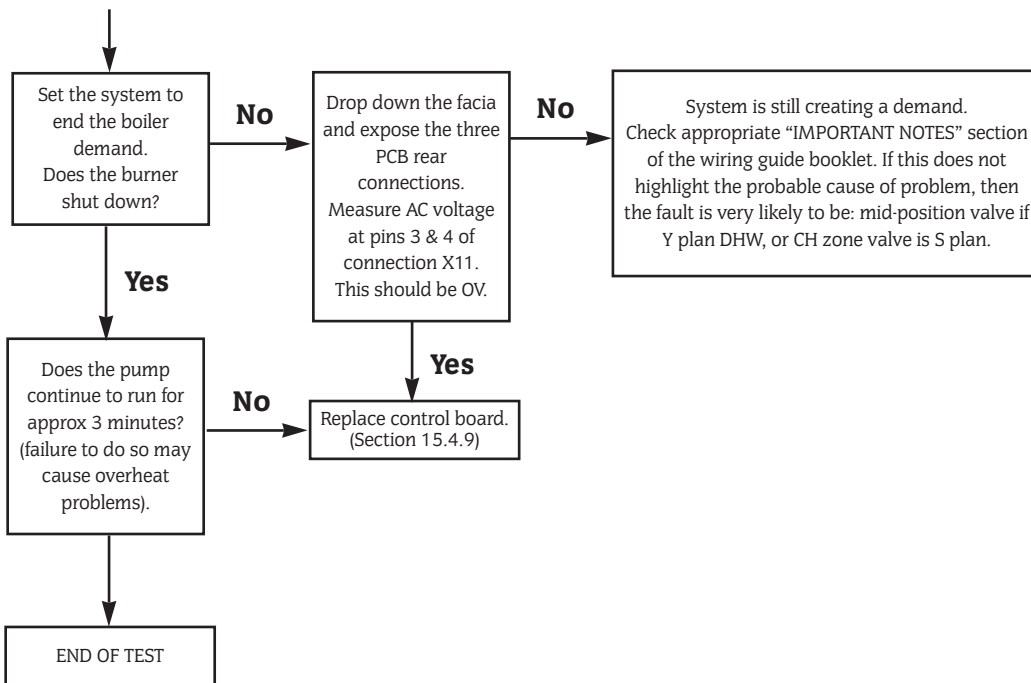 Set the system to
end the boiler
demand.
Does the burner
shut down?
No
Drop down the facia
and expose the three
PCB rear
connections.
Measure AC voltage
at pins 3 & 4 of
connection X11.
This should be OV.
No
System is still creating a demand.
Check appropriate “IMPORTANT NOTES” section
of the wiring guide booklet. If this does not
highlight the probable cause of problem, then
the fault is very likely to be: mid-position valve if
Y plan DHW, or CH zone valve is S plan.
Yes
Does the pump
continue to run for
approx 3 minutes?
(failure to do so may
cause overheat
problems).
No
Yes
Replace control board.
(Section 15.4.9)
END OF TEST